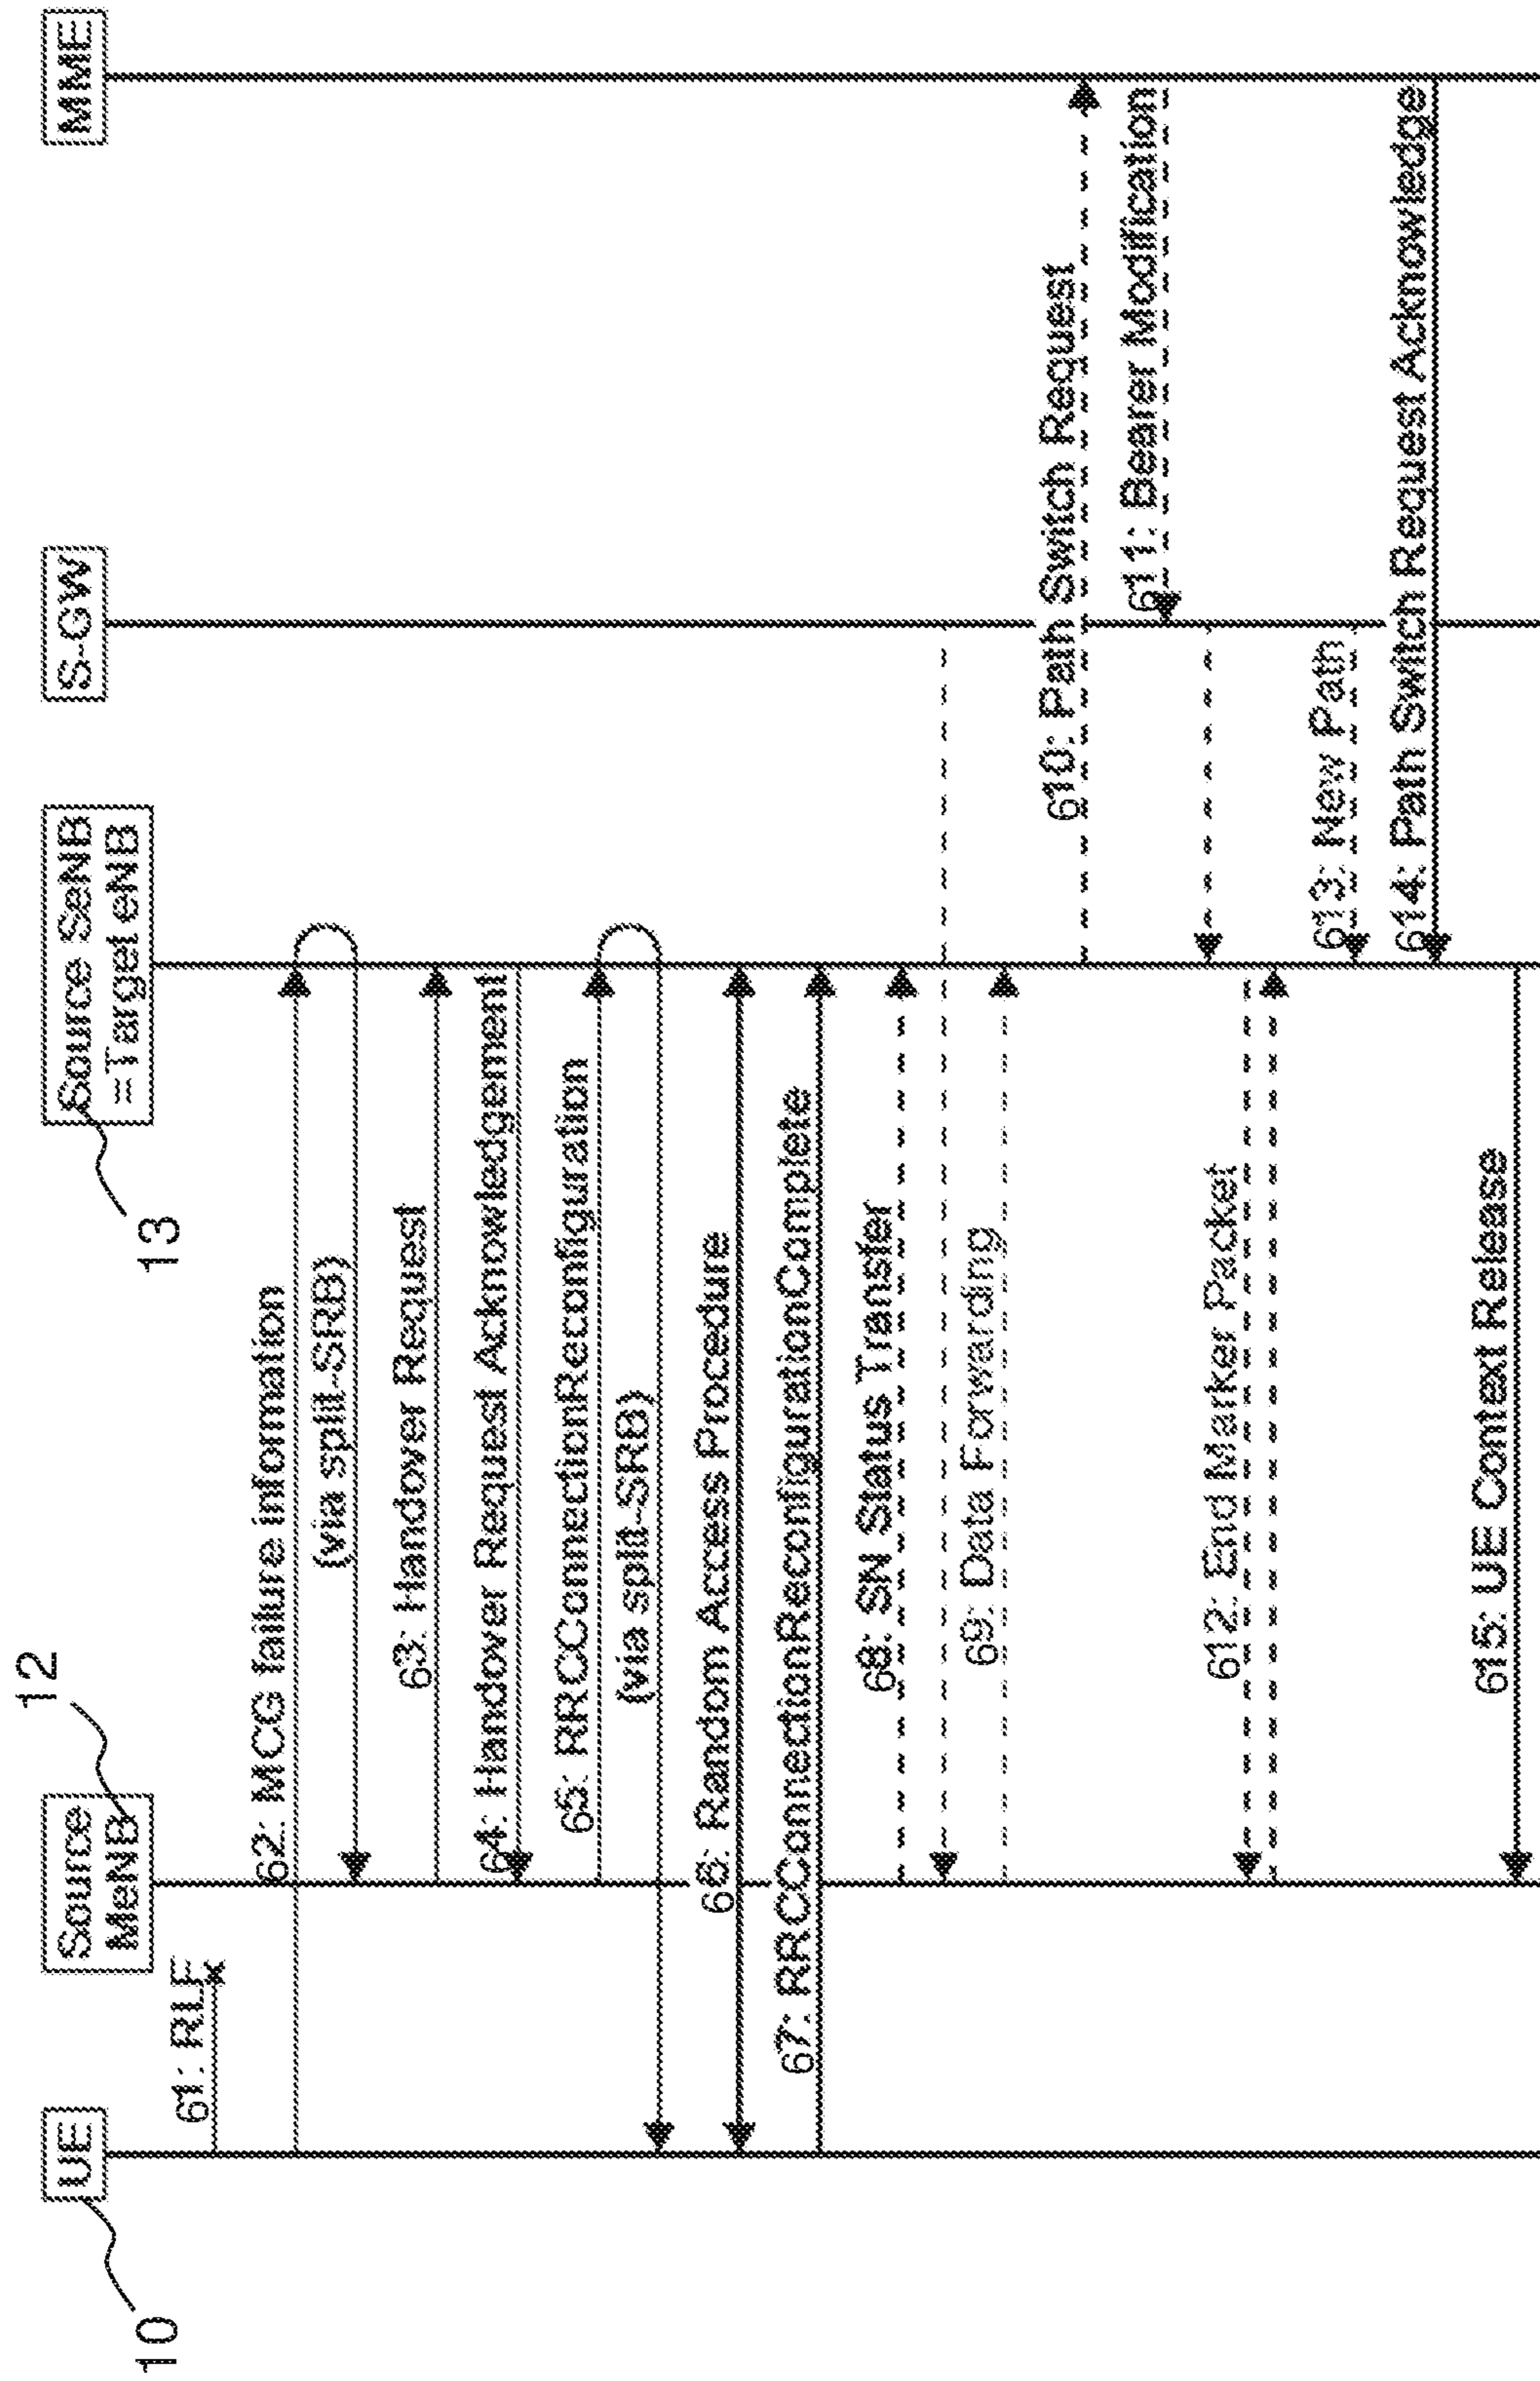 10
12
13
UE
Source
MeNB
Source SeNB
=Target eNB
S-GW
MME
61: RLF
62: MCG failure information
(via split-SRB)
63: Handover Request
64: Handover Request Acknowledgement
65: RRCConnectionReconfiguration
(via split-SRB)
66: Random Access Procedure
67: RRCConnectionReconfigurationComplete
68: SN Status Transfer
69: Data Forwarding
610: Path Switch Request
611: Bearer Modification
612: End Marker Packet
613: New Path
614: Path Switch Request Acknowledge
615: UE Context Release